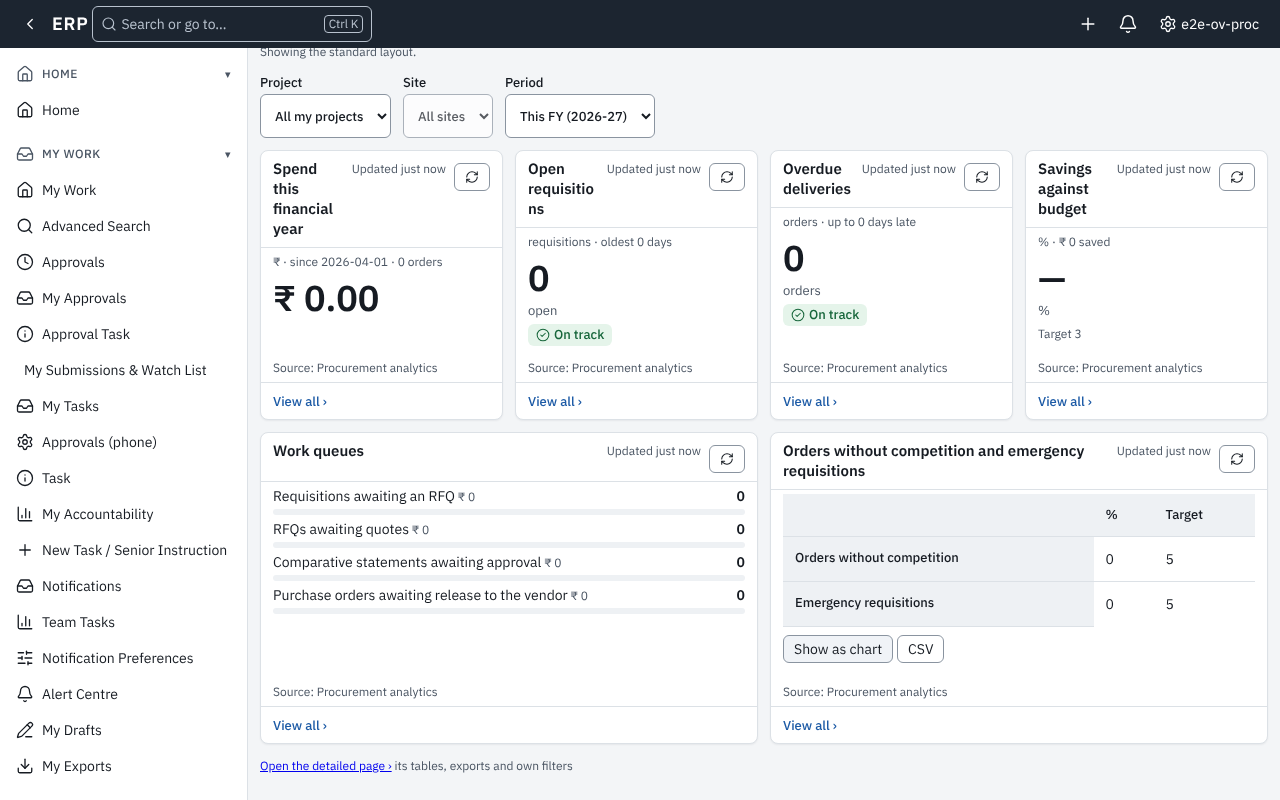 ERP
Search or go to...
Ctrl K
e2e-ov-proc
HOME
Home
MY WORK
My Work
Advanced Search
Approvals
My Approvals
Approval Task
My Submissions & Watch List
My Tasks
Approvals (phone)
Task
My Accountability
New Task / Senior Instruction
Notifications
Team Tasks
Notification Preferences
Alert Centre
My Drafts
My Exports
Showing the standard layout.
Project
Site
Period
All my projects
All sites
This FY (2026-27)
Spend
this
financial
year
Updated just now
₹ · since 2026-04-01 · 0 orders
₹ 0.00
Source: Procurement analytics
View all ›
Open
requisitio
ns
Updated just now
requisitions · oldest 0 days
0
open
On track
Source: Procurement analytics
View all ›
Overdue
deliveries
Updated just now
orders · up to 0 days late
0
orders
On track
Source: Procurement analytics
View all ›
Savings
against
budget
Updated just now
% · ₹ 0 saved
—
%
Target 3
Source: Procurement analytics
View all ›
Work queues
Updated just now
Requisitions awaiting an RFQ ₹ 0 0
RFQs awaiting quotes ₹ 0 0
Comparative statements awaiting approval ₹ 0 0
Purchase orders awaiting release to the vendor ₹ 0 0
Source: Procurement analytics
View all ›
Orders without competition and emergency
requisitions
Updated just now
% Target
Orders without competition 0 5
Emergency requisitions 0 5
Show as chart
CSV
Source: Procurement analytics
View all ›
Open the detailed page › its tables, exports and own filters